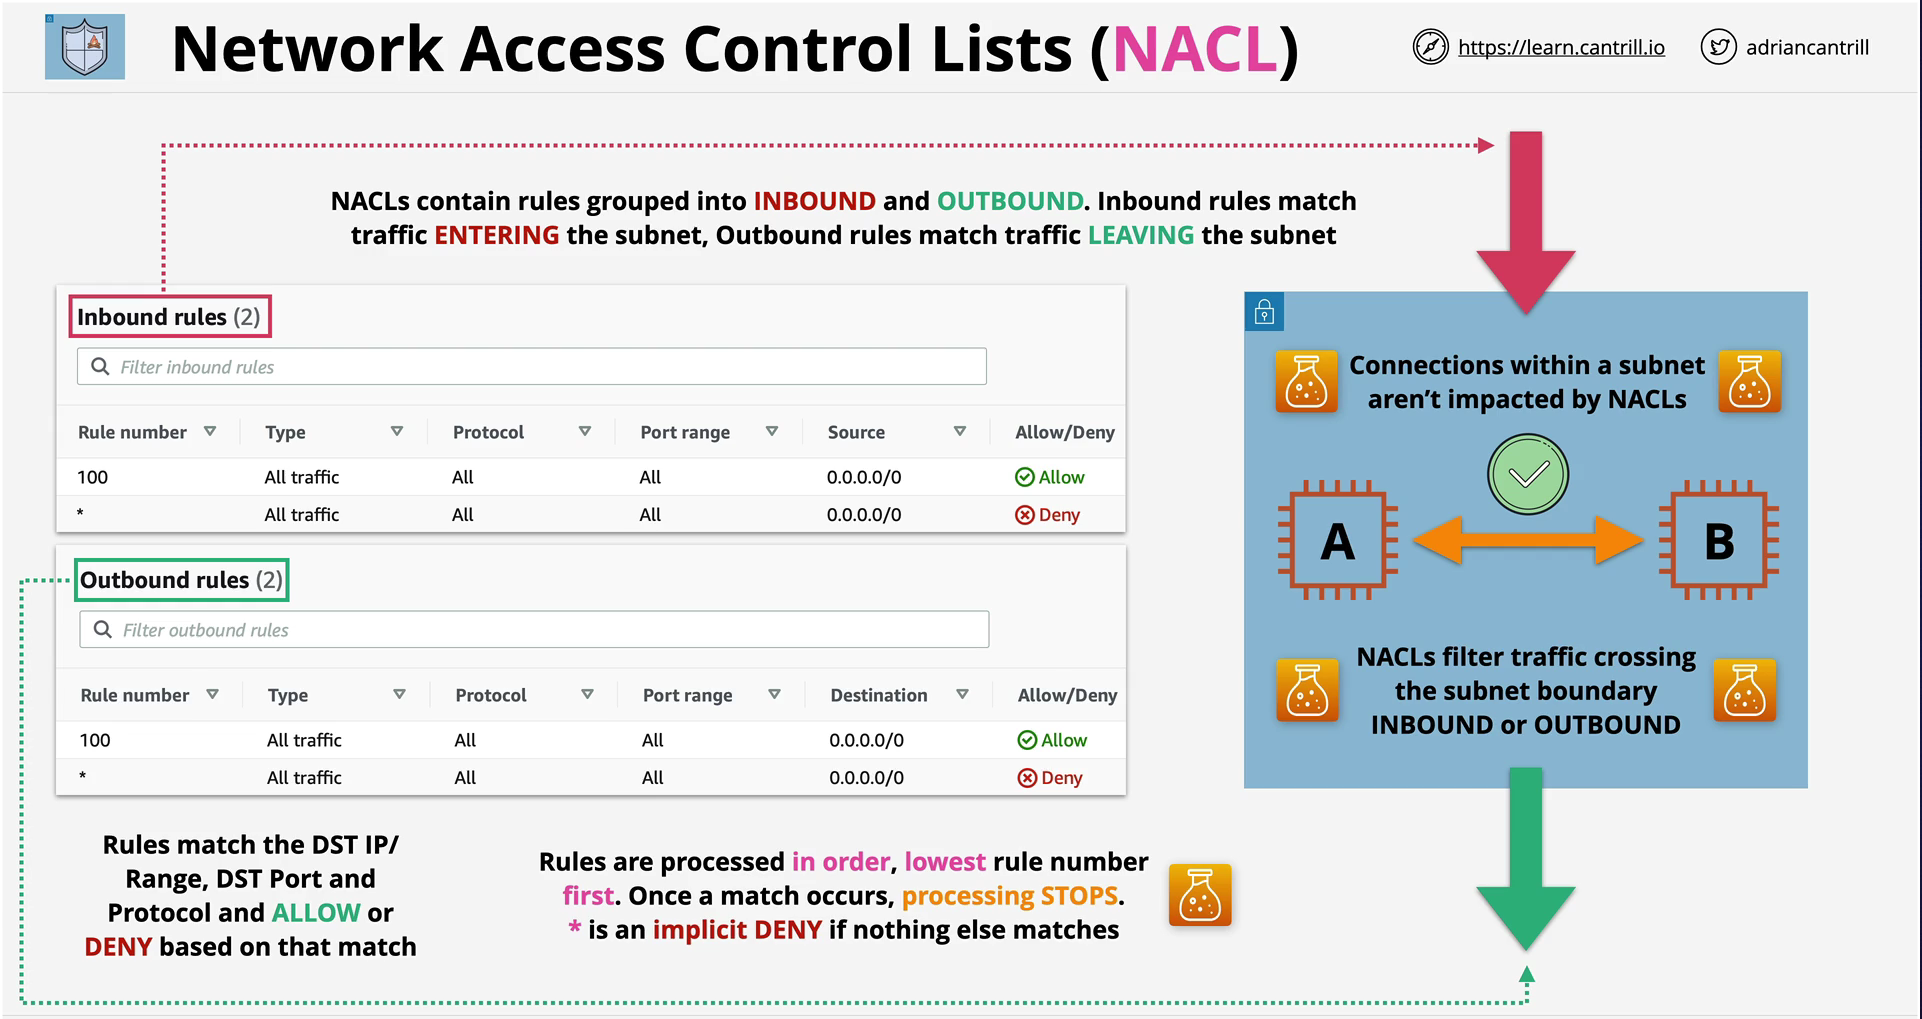 Network Access Control Lists (NACL)
https://learn.cantrill.io
adriancantrill
NACLs contain rules grouped into INBOUND and OUTBOUND. Inbound rules match
traffic ENTERING the subnet, Outbound rules match traffic LEAVING the subnet
Inbound rules (2)
Filter inbound rules
Rule number Type Protocol Port range Source Allow/Deny
100 All traffic All All 0.0.0.0/0 Allow
* All traffic All All 0.0.0.0/0 Deny
Outbound rules (2)
Filter outbound rules
Rule number Type Protocol Port range Destination Allow/Deny
100 All traffic All All 0.0.0.0/0 Allow
* All traffic All All 0.0.0.0/0 Deny
Connections within a subnet
aren’t impacted by NACLs
A B
NACLs filter traffic crossing
the subnet boundary
INBOUND or OUTBOUND
Rules match the DST IP/
Range, DST Port and
Protocol and ALLOW or
DENY based on that match
Rules are processed in order, lowest rule number
first. Once a match occurs, processing STOPS.
* is an implicit DENY if nothing else matches